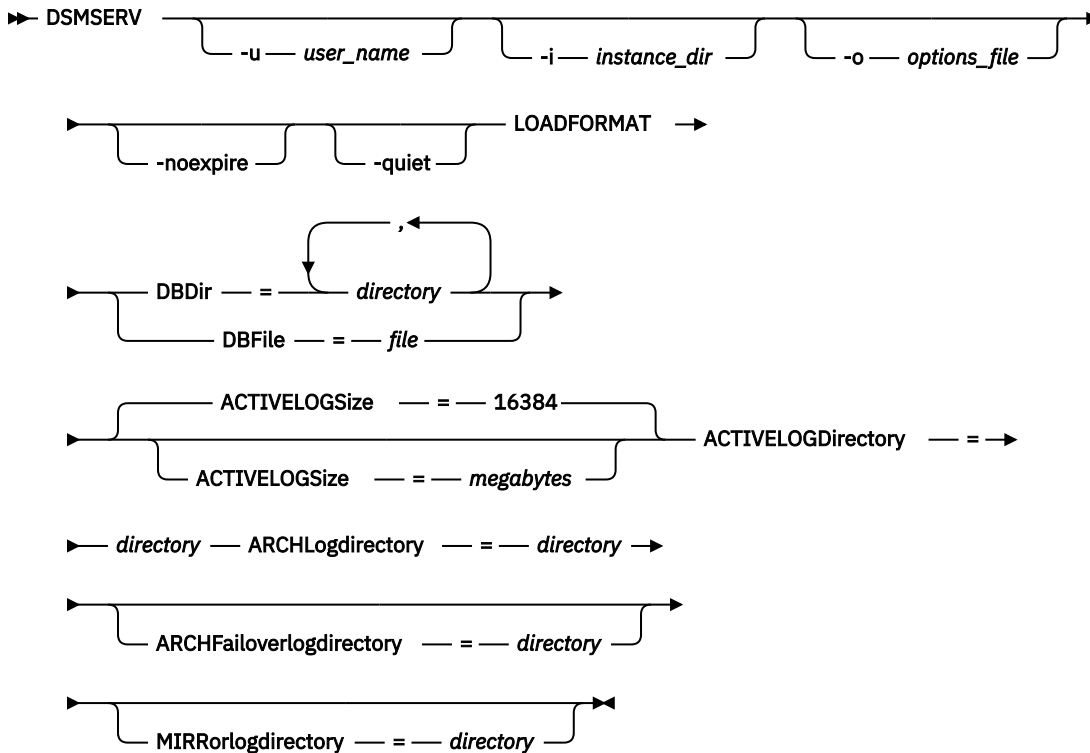 DSMSERV
-u user_name -i instance_dir -o options_file
LOADFORMAT
-noexpire -quiet
,
DBDir = directory
DBFile = file
ACTIVELOGSize = 16384
ACTIVELOGDirectory =
ACTIVELOGSize = megabytes
directory ARCHLogdirectory = directory
ARCHFailoverlogdirectory = directory
MIRRorlogdirectory = directory